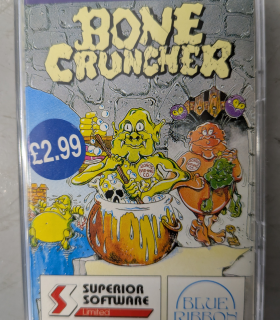 BONE
CRUNCHER
£2.99
SUPERIOR
SOFTWARE
Limited
BLUE
RIBBON